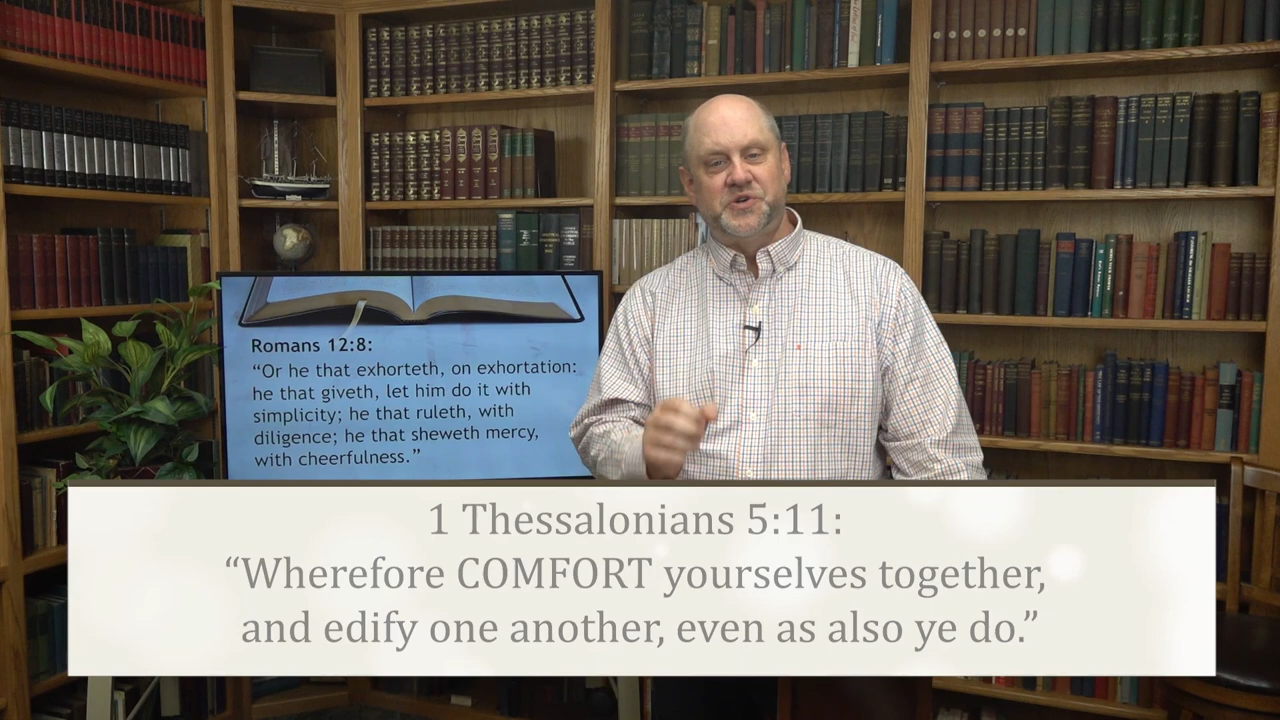 Romans 12:8:
“Or he that exhorteth, on exhortation:
he that giveth, let him do it with
simplicity; he that ruleth, with
diligence; he that sheweth mercy,
with cheerfulness.”
1 Thessalonians 5:11:
“Wherefore COMFORT yourselves together,
and edify one another, even as also ye do.”